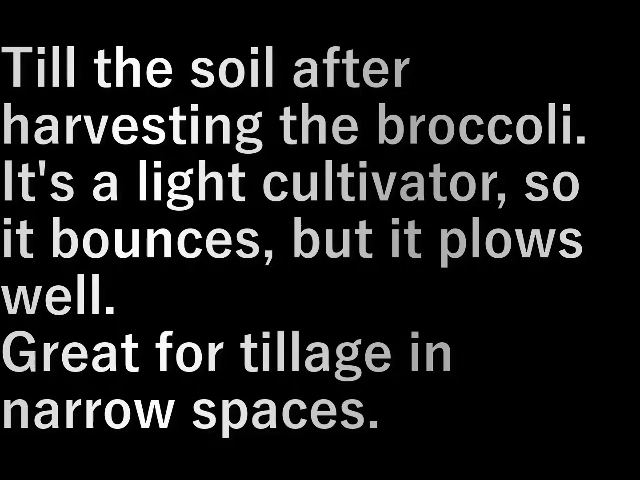 Till the soil after
harvesting the broccoli.
It's a light cultivator, so
it bounces, but it plows
well.
Great for tillage in
narrow spaces.